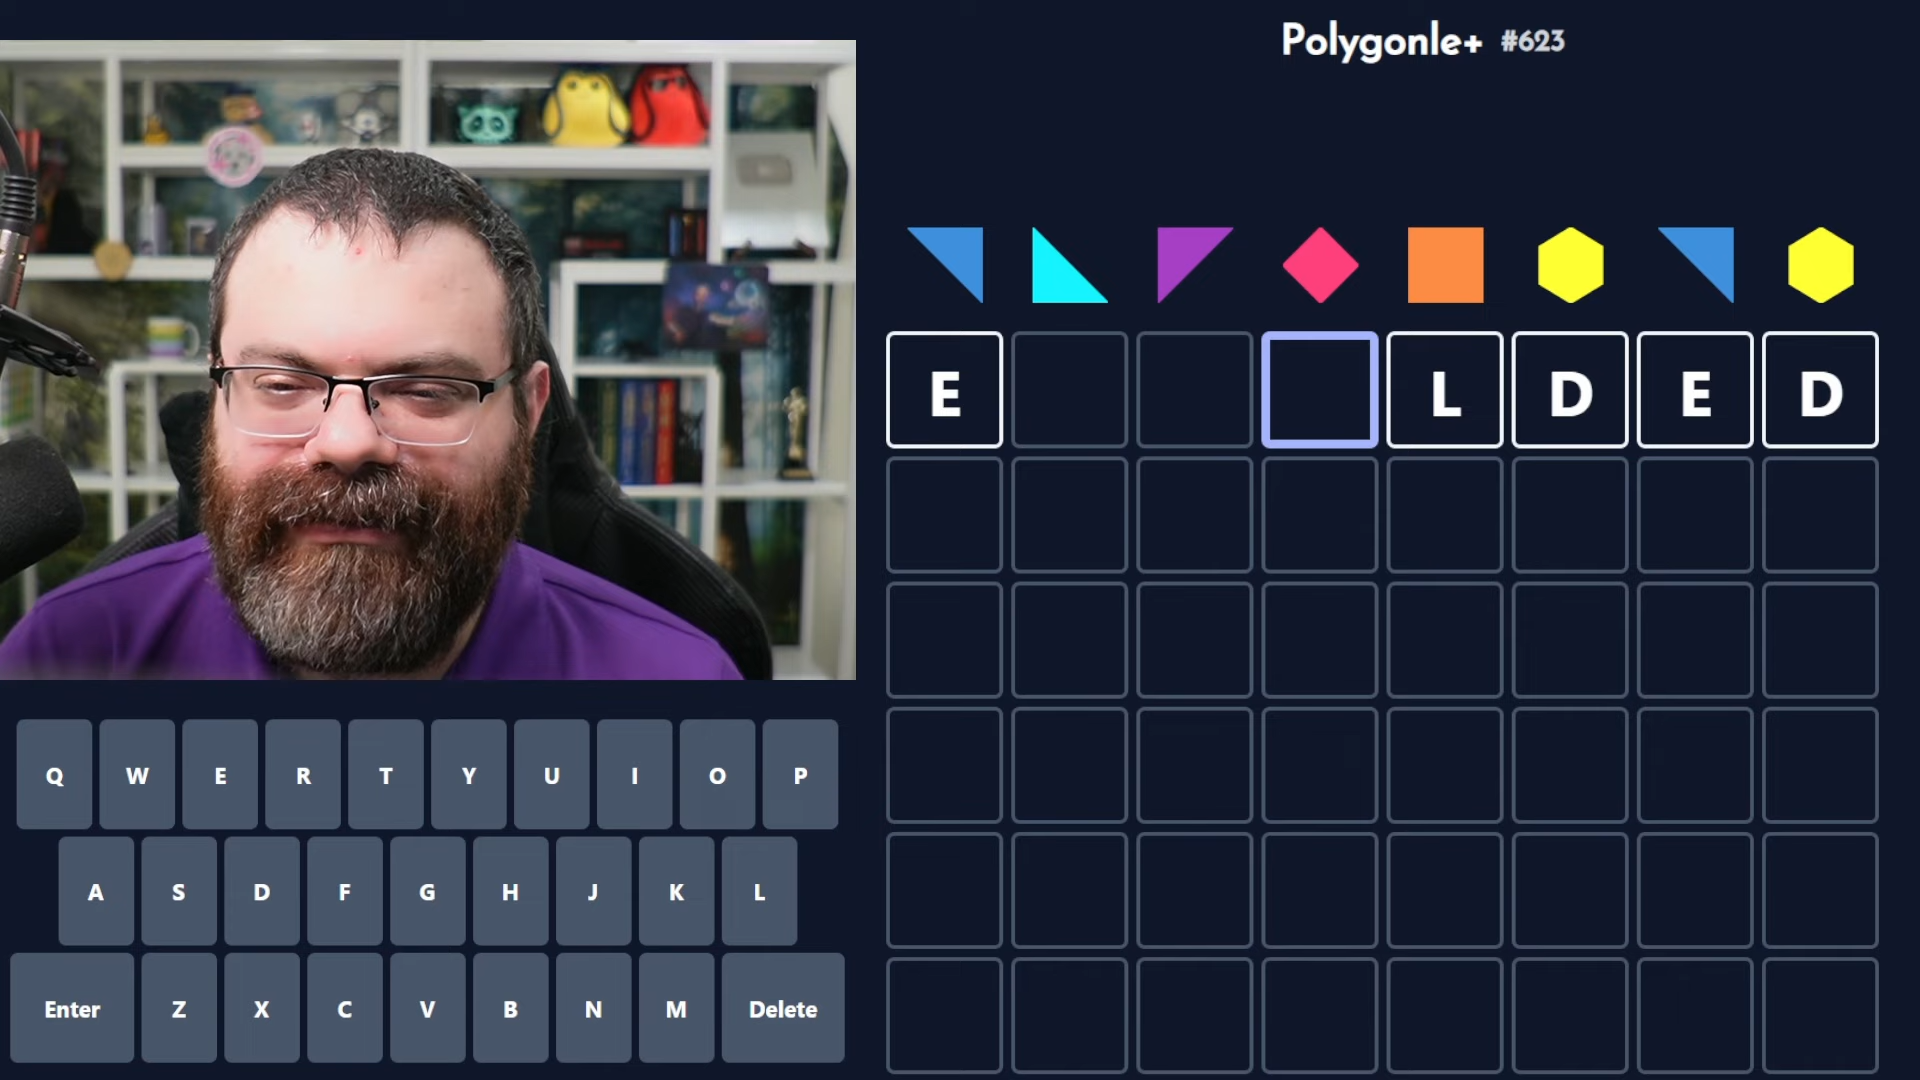 Polygonle+ #623
E L D E D
Q W E R T Y U I O P
A S D F G H J K L
Enter Z X C V B N M Delete